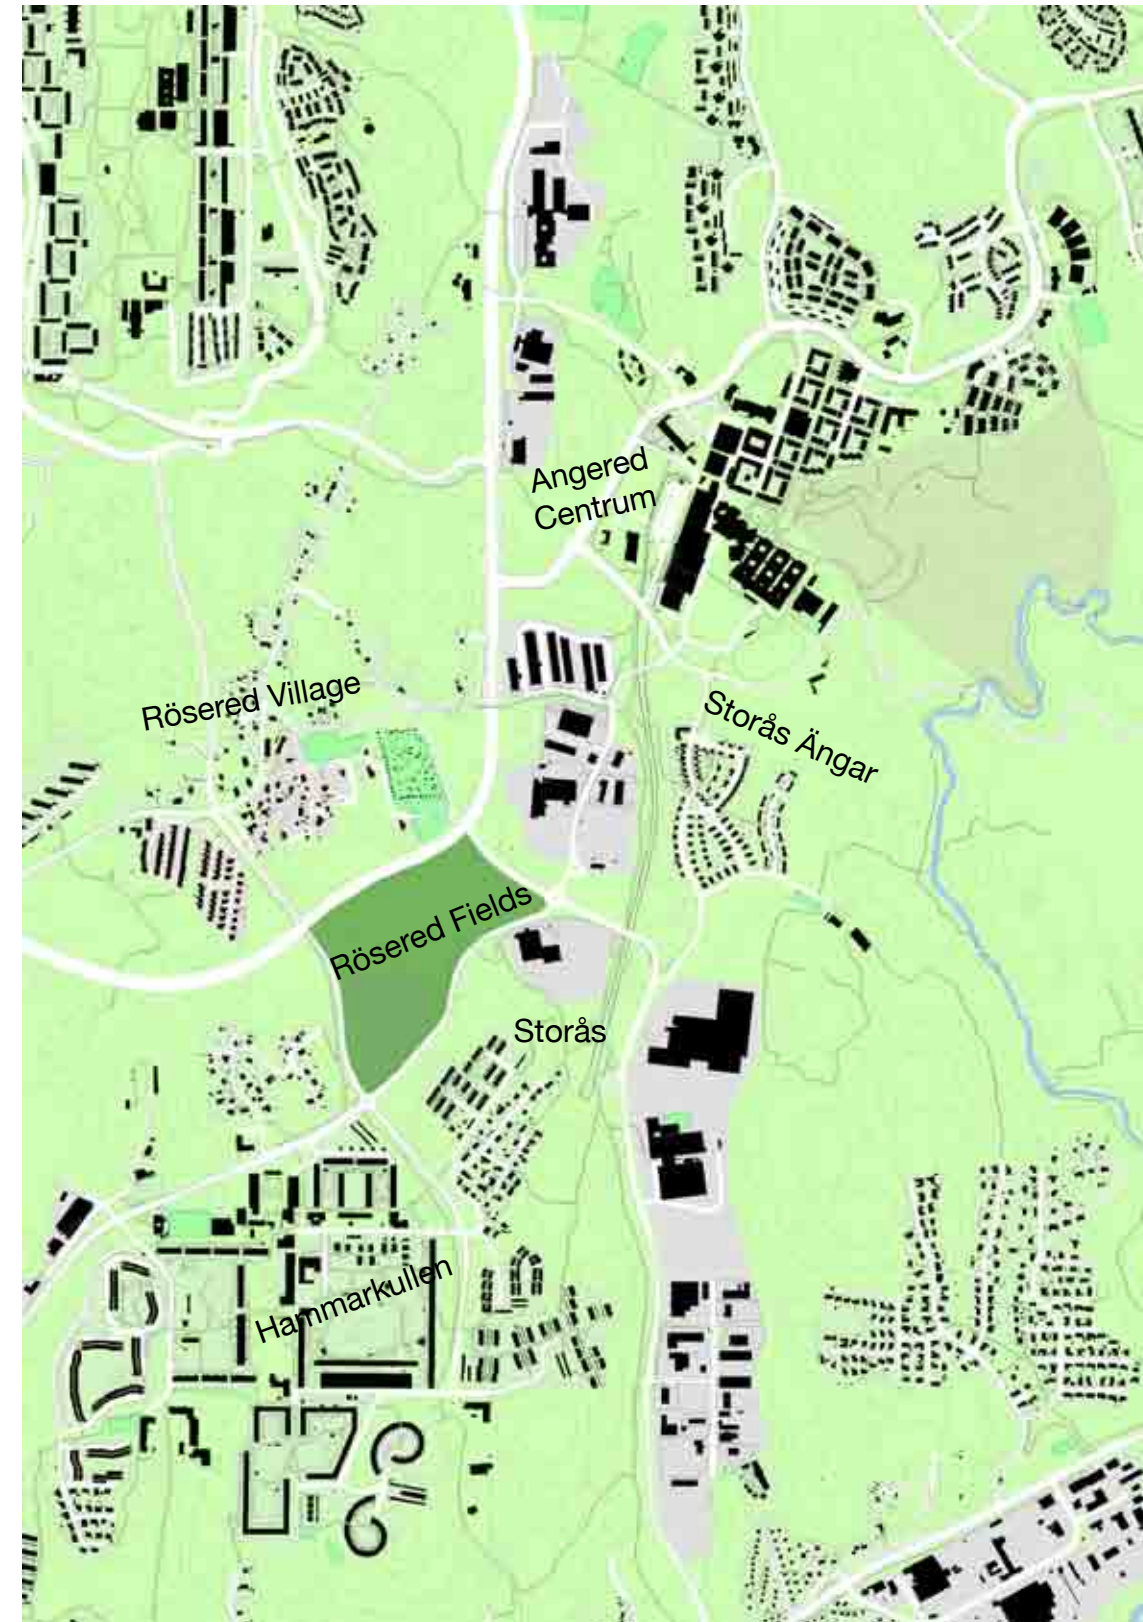 Angered
Centrum
Rösered Village
Storås Ängar
Rösered Fields
Storås
Hammarkullen